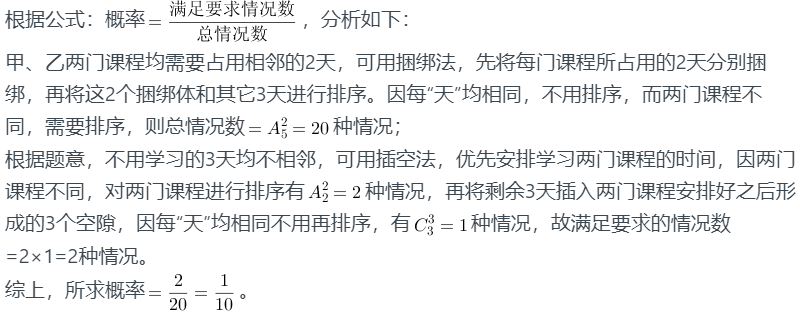 根据公式：概率=满足要求情况数/总情况数，分析如下：
甲、乙两门课程均需要占用相邻的2天，可用捆绑法，先将每门课程所占用的2天分别捆
绑，再将这2个捆绑体和其它3天进行排序。因每“天”均相同，不用排序，而两门课程不
同，需要排序，则总情况数=A_5^2=20种情况；
根据题意，不用学习的3天均不相邻，可用插空法，优先安排学习两门课程的时间，因两门
课程不同，对两门课程进行排序有A_2^2=2种情况，再将剩余3天插入两门课程安排好之后形
成的3个空隙，因每“天”均相同不用再排序，有C_3^3=1种情况，故满足要求的情况数
=2×1=2种情况。
综上，所求概率=2/20=1/10。